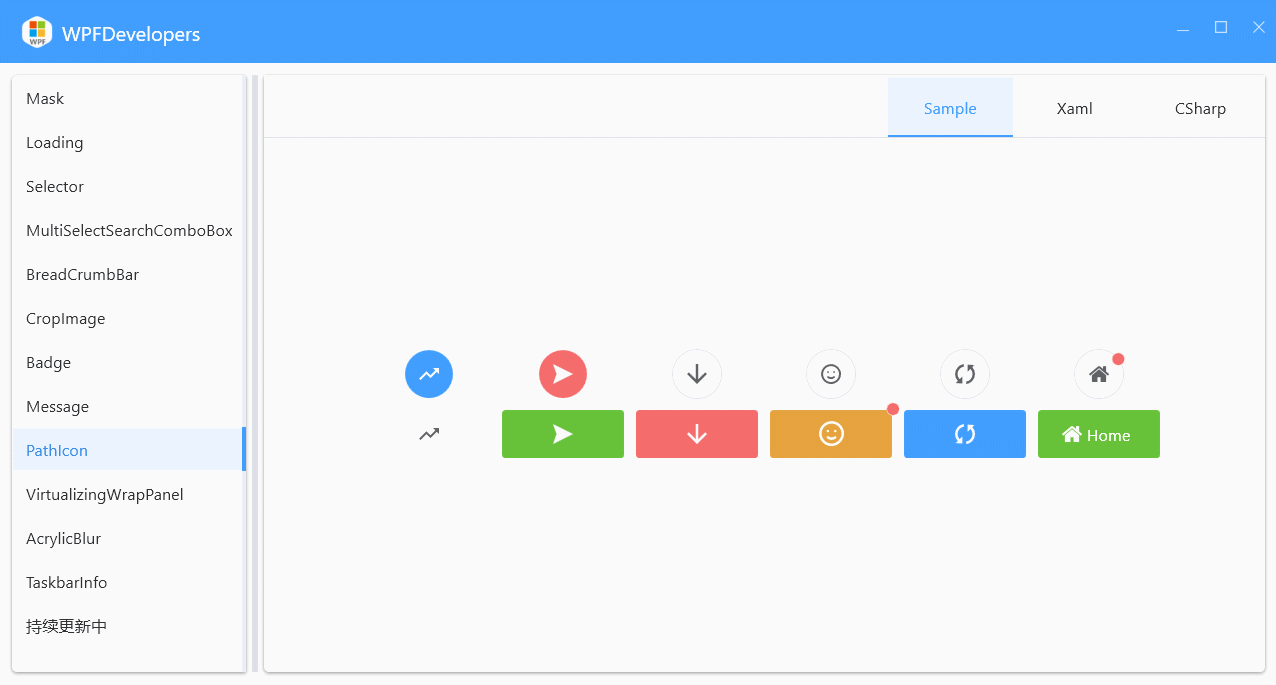 WPF
WPFDevelopers
Mask
Loading
Selector
MultiSelectSearchComboBox
BreadCrumbBar
CropImage
Badge
Message
PathIcon
VirtualizingWrapPanel
AcrylicBlur
TaskbarInfo
持续更新中
Sample
Xaml
CSharp
Home